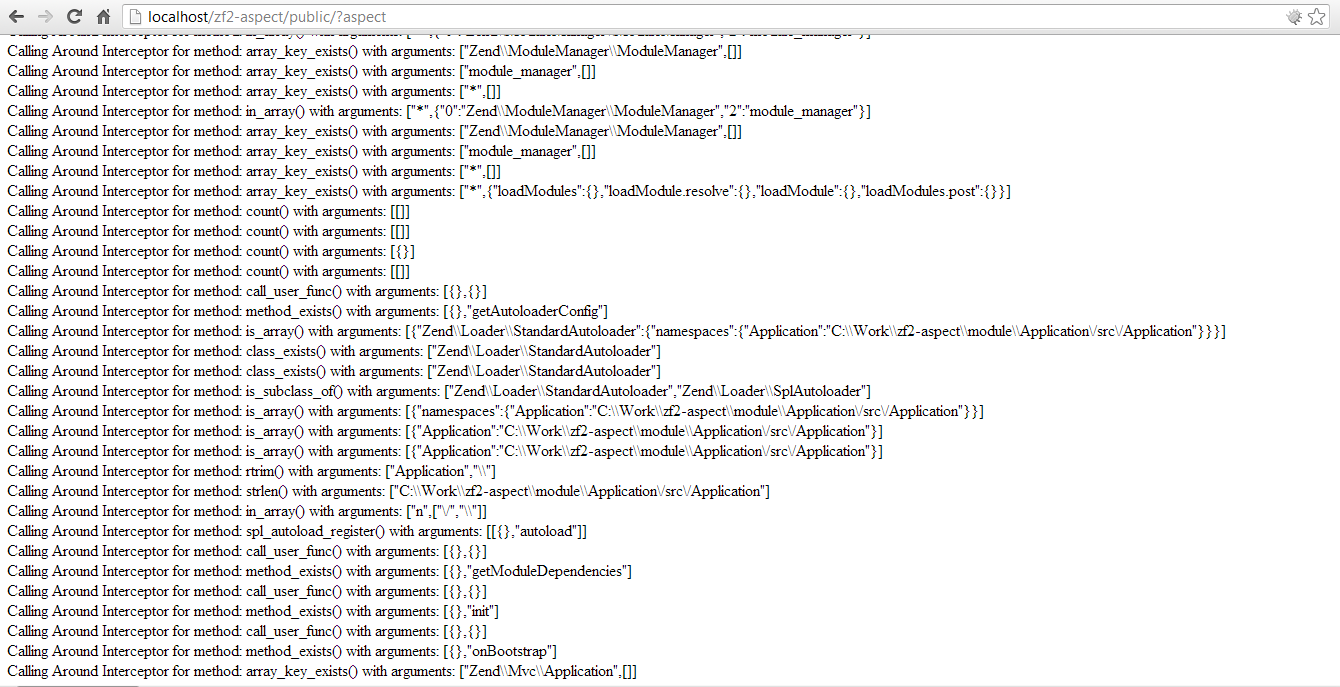 localhost/zf2-aspect/public/?aspect
Calling Around Interceptor for method: array_key_exists() with arguments: ["Zend\\ModuleManager\\ModuleManager",[]]
Calling Around Interceptor for method: array_key_exists() with arguments: ["module_manager",[]]
Calling Around Interceptor for method: array_key_exists() with arguments: ["*",[]]
Calling Around Interceptor for method: in_array() with arguments: ["*",{"0":"Zend\\ModuleManager\\ModuleManager","2":"module_manager"}]
Calling Around Interceptor for method: array_key_exists() with arguments: ["Zend\\ModuleManager\\ModuleManager",[]]
Calling Around Interceptor for method: array_key_exists() with arguments: ["module_manager",[]]
Calling Around Interceptor for method: array_key_exists() with arguments: ["*",[]]
Calling Around Interceptor for method: array_key_exists() with arguments: ["*",{"loadModules":{},"loadModule.resolve":{},"loadModule":{},"loadModules.post":{}}]
Calling Around Interceptor for method: count() with arguments: [[]]
Calling Around Interceptor for method: count() with arguments: [[]]
Calling Around Interceptor for method: count() with arguments: [{}]
Calling Around Interceptor for method: count() with arguments: [[]]
Calling Around Interceptor for method: call_user_func() with arguments: [{},{}]
Calling Around Interceptor for method: method_exists() with arguments: [{},"getAutoloaderConfig"]
Calling Around Interceptor for method: is_array() with arguments: [{"Zend\\Loader\\StandardAutoloader":{"namespaces":{"Application":"C:\\Work\\zf2-aspect\\module\\Application\/src\/Application"}}}]
Calling Around Interceptor for method: class_exists() with arguments: ["Zend\\Loader\\StandardAutoloader"]
Calling Around Interceptor for method: class_exists() with arguments: ["Zend\\Loader\\StandardAutoloader"]
Calling Around Interceptor for method: is_subclass_of() with arguments: ["Zend\\Loader\\StandardAutoloader","Zend\\Loader\\SplAutoloader"]
Calling Around Interceptor for method: is_array() with arguments: [{"namespaces":{"Application":"C:\\Work\\zf2-aspect\\module\\Application\/src\/Application"}}]
Calling Around Interceptor for method: is_array() with arguments: [{"Application":"C:\\Work\\zf2-aspect\\module\\Application\/src\/Application"}]
Calling Around Interceptor for method: is_array() with arguments: [{"Application":"C:\\Work\\zf2-aspect\\module\\Application\/src\/Application"}]
Calling Around Interceptor for method: rtrim() with arguments: ["Application","\\"]
Calling Around Interceptor for method: strlen() with arguments: ["C:\\Work\\zf2-aspect\\module\\Application\/src\/Application"]
Calling Around Interceptor for method: in_array() with arguments: ["n",["\/","\\"]]
Calling Around Interceptor for method: spl_autoload_register() with arguments: [[{},"autoload"]]
Calling Around Interceptor for method: call_user_func() with arguments: [{},{}]
Calling Around Interceptor for method: method_exists() with arguments: [{},"getModuleDependencies"]
Calling Around Interceptor for method: call_user_func() with arguments: [{},{}]
Calling Around Interceptor for method: method_exists() with arguments: [{},"init"]
Calling Around Interceptor for method: call_user_func() with arguments: [{},{}]
Calling Around Interceptor for method: method_exists() with arguments: [{},"onBootstrap"]
Calling Around Interceptor for method: array_key_exists() with arguments: ["Zend\\Mvc\\Application",[]]